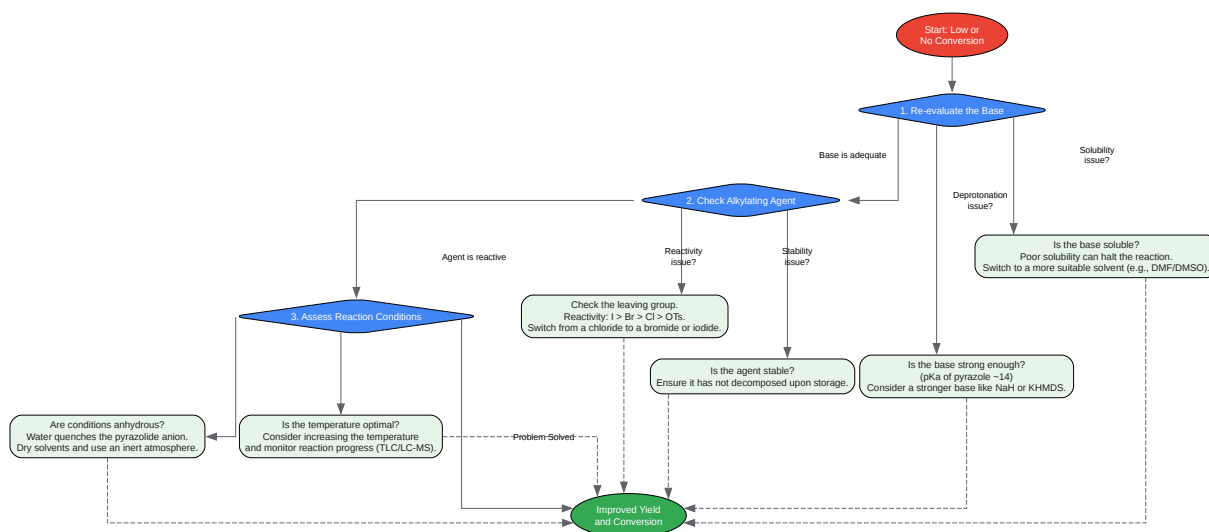 Start: Low or
No Conversion
1. Re-evaluate the Base
Base is adequate
Solubility
issue?
2. Check Alkylating Agent
Deprotonation
issue?
Is the base soluble?
Poor solubility can halt the reaction.
Switch to a more suitable solvent (e.g., DMF/DMSO).
Agent is reactive
Reactivity
issue?
Stability
issue?
3. Assess Reaction Conditions
Check the leaving group.
Reactivity: I > Br > Cl > OTs.
Switch from a chloride to a bromide or iodide.
Is the agent stable?
Ensure it has not decomposed upon storage.
Is the base strong enough?
(pKa of pyrazole ~14)
Consider a stronger base like NaH or KHMDS.
Are conditions anhydrous?
Water quenches the pyrazolide anion.
Dry solvents and use an inert atmosphere.
Is the temperature optimal?
Consider increasing the temperature
and monitor reaction progress (TLC/LC-MS).
Problem Solved
Improved Yield
and Conversion